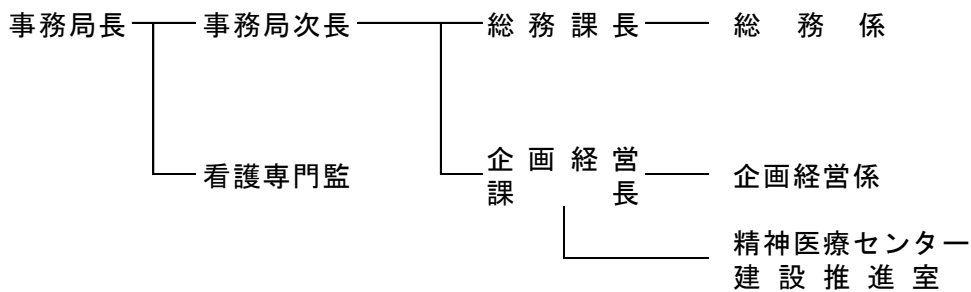 事務局長 事務局次長 総務課長 総務係
看護専門監 企画経営 企画経営係
課長
精神医療センター
建設推進室